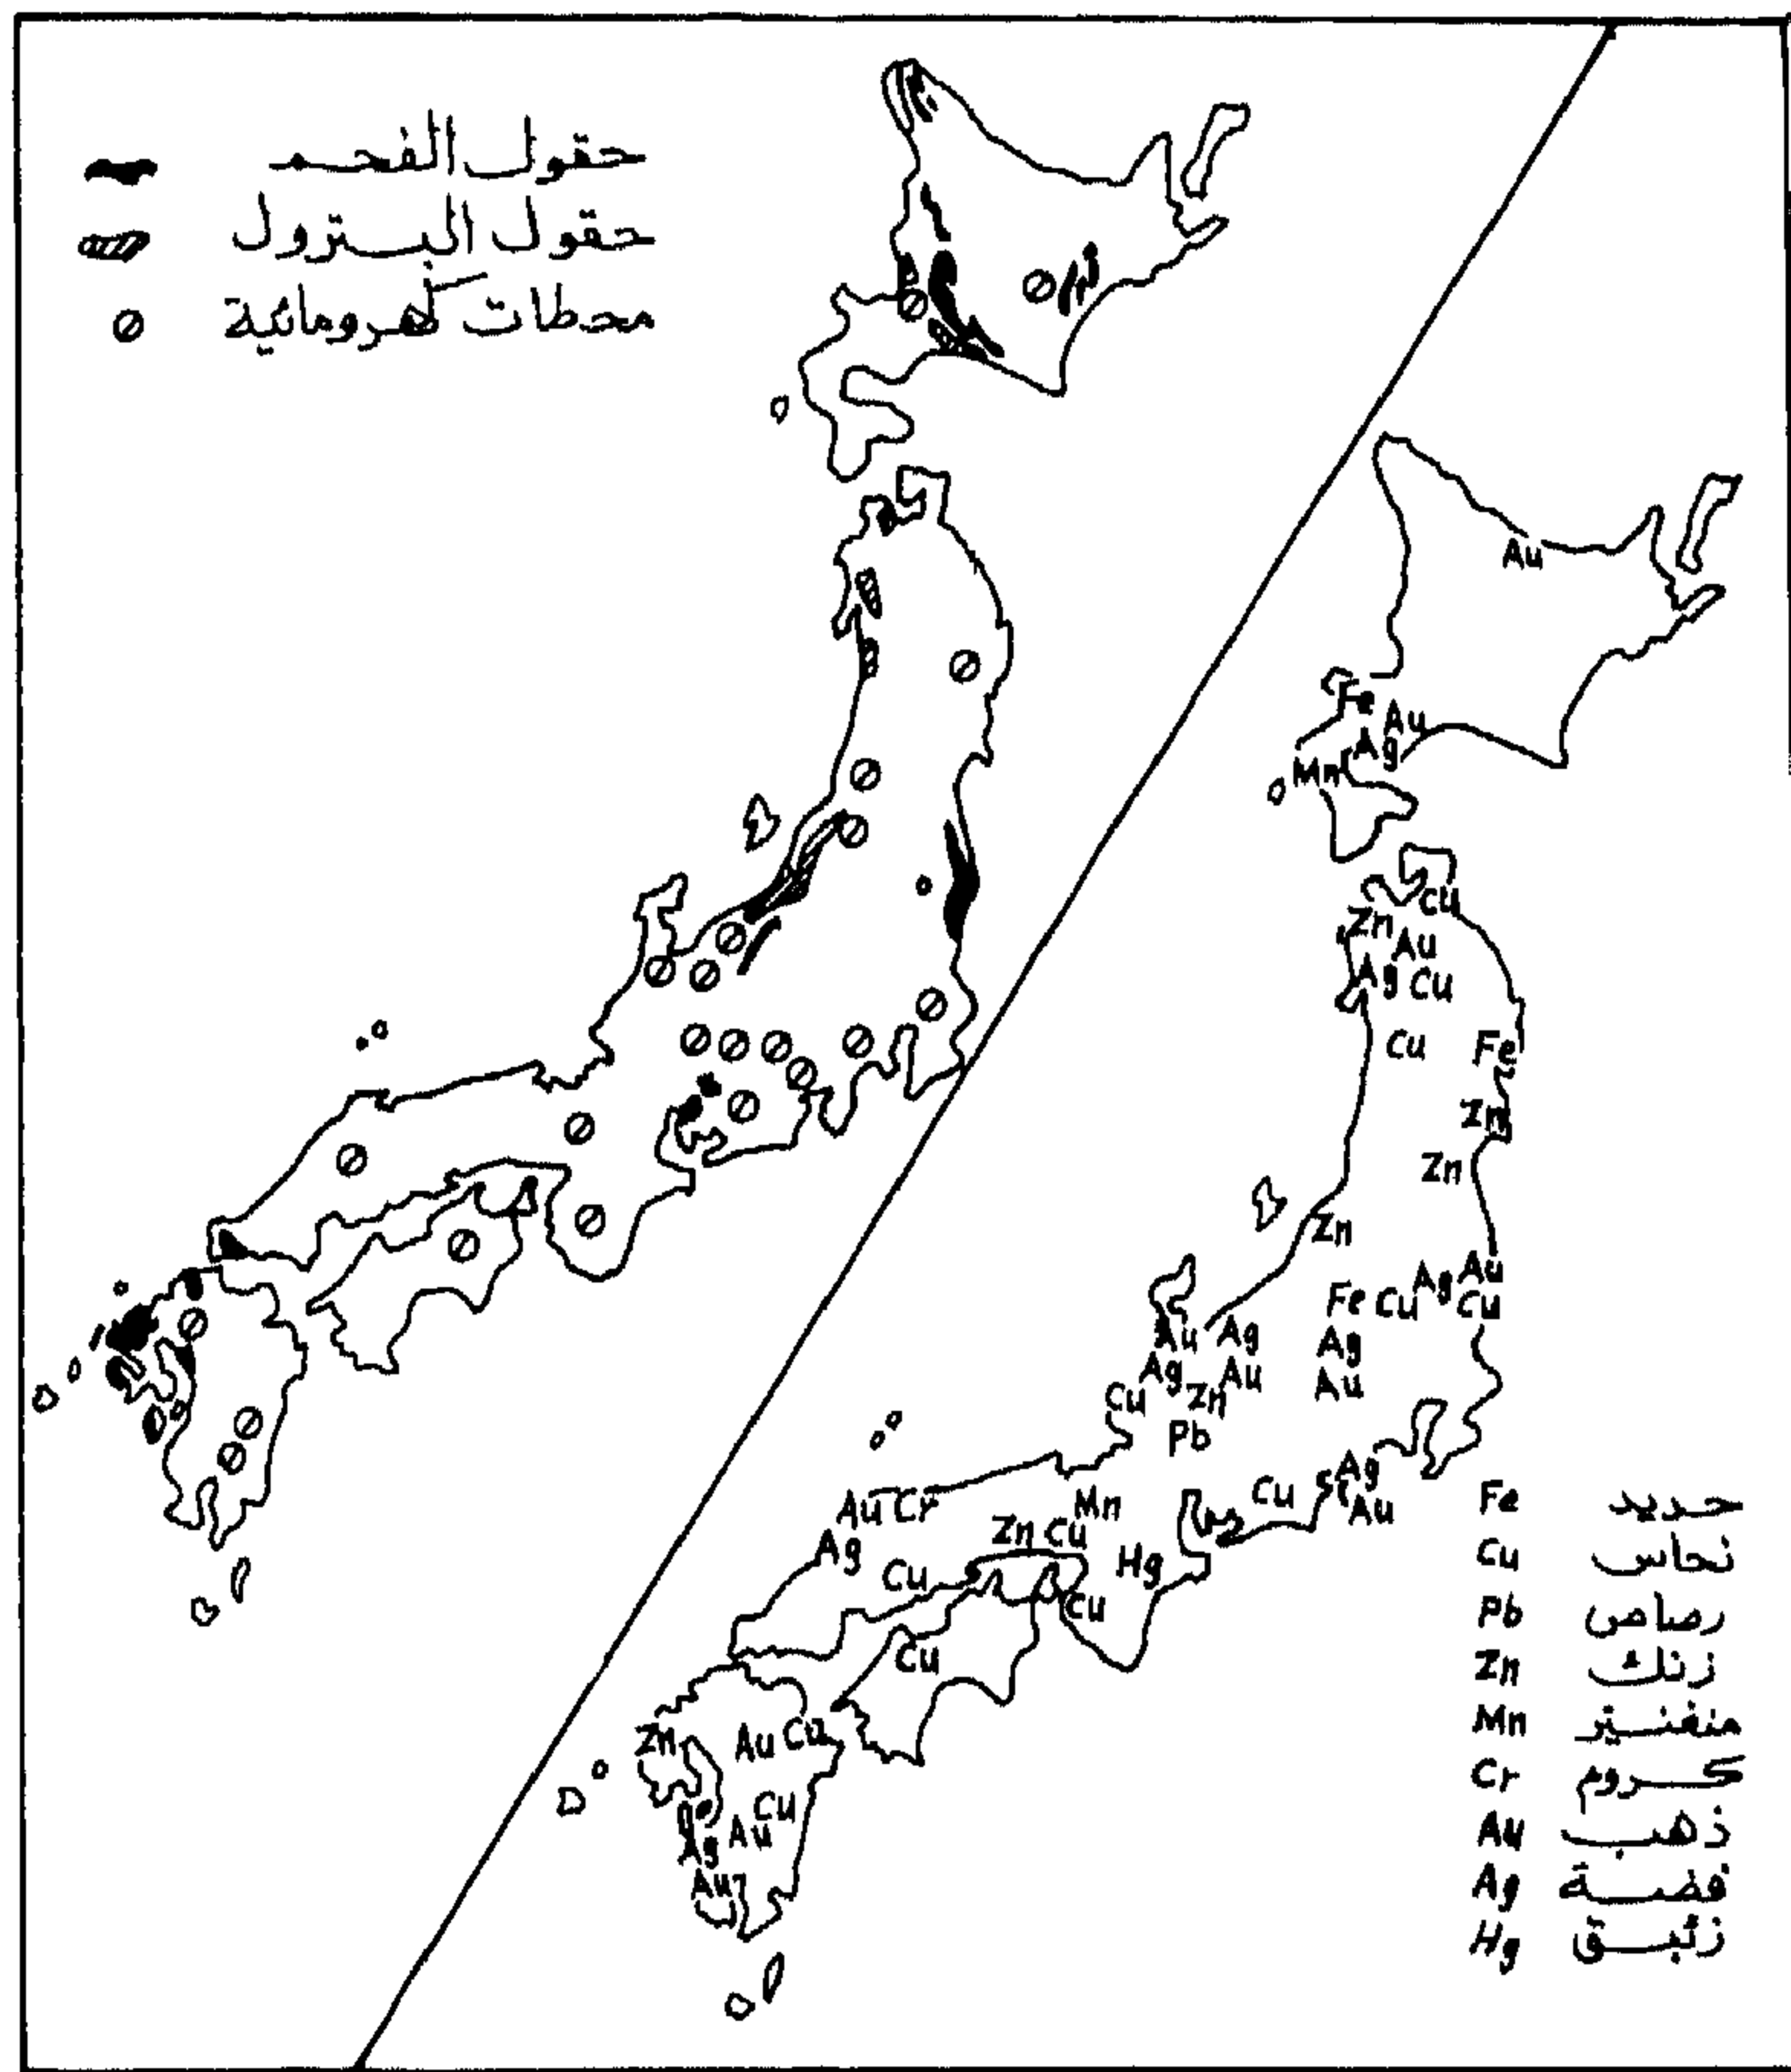 حقول الفحم
حقول البترول
محطات كهرومائية
Au
Fe
Au
Ag
Mn
Cu
Zn
Au
Ag Cu
Cu Fe
Zn
Zn
Zn
Ag Au
Fe Cu Cu
Au Ag Ag
Ag Au Au
Cu Zn
Pb
Ag
Cu Au
Au Cr Mn
Zn Cu
Ag Hg
Cu
Cu
Cu
Zn Au Cu
Cu
Au
Ag
Au
Fe حديد
Cu نحاس
Pb رصاص
Zn زنك
Mn منغنيز
Cr كروم
Au ذهب
Ag فضة
Hg زئبق